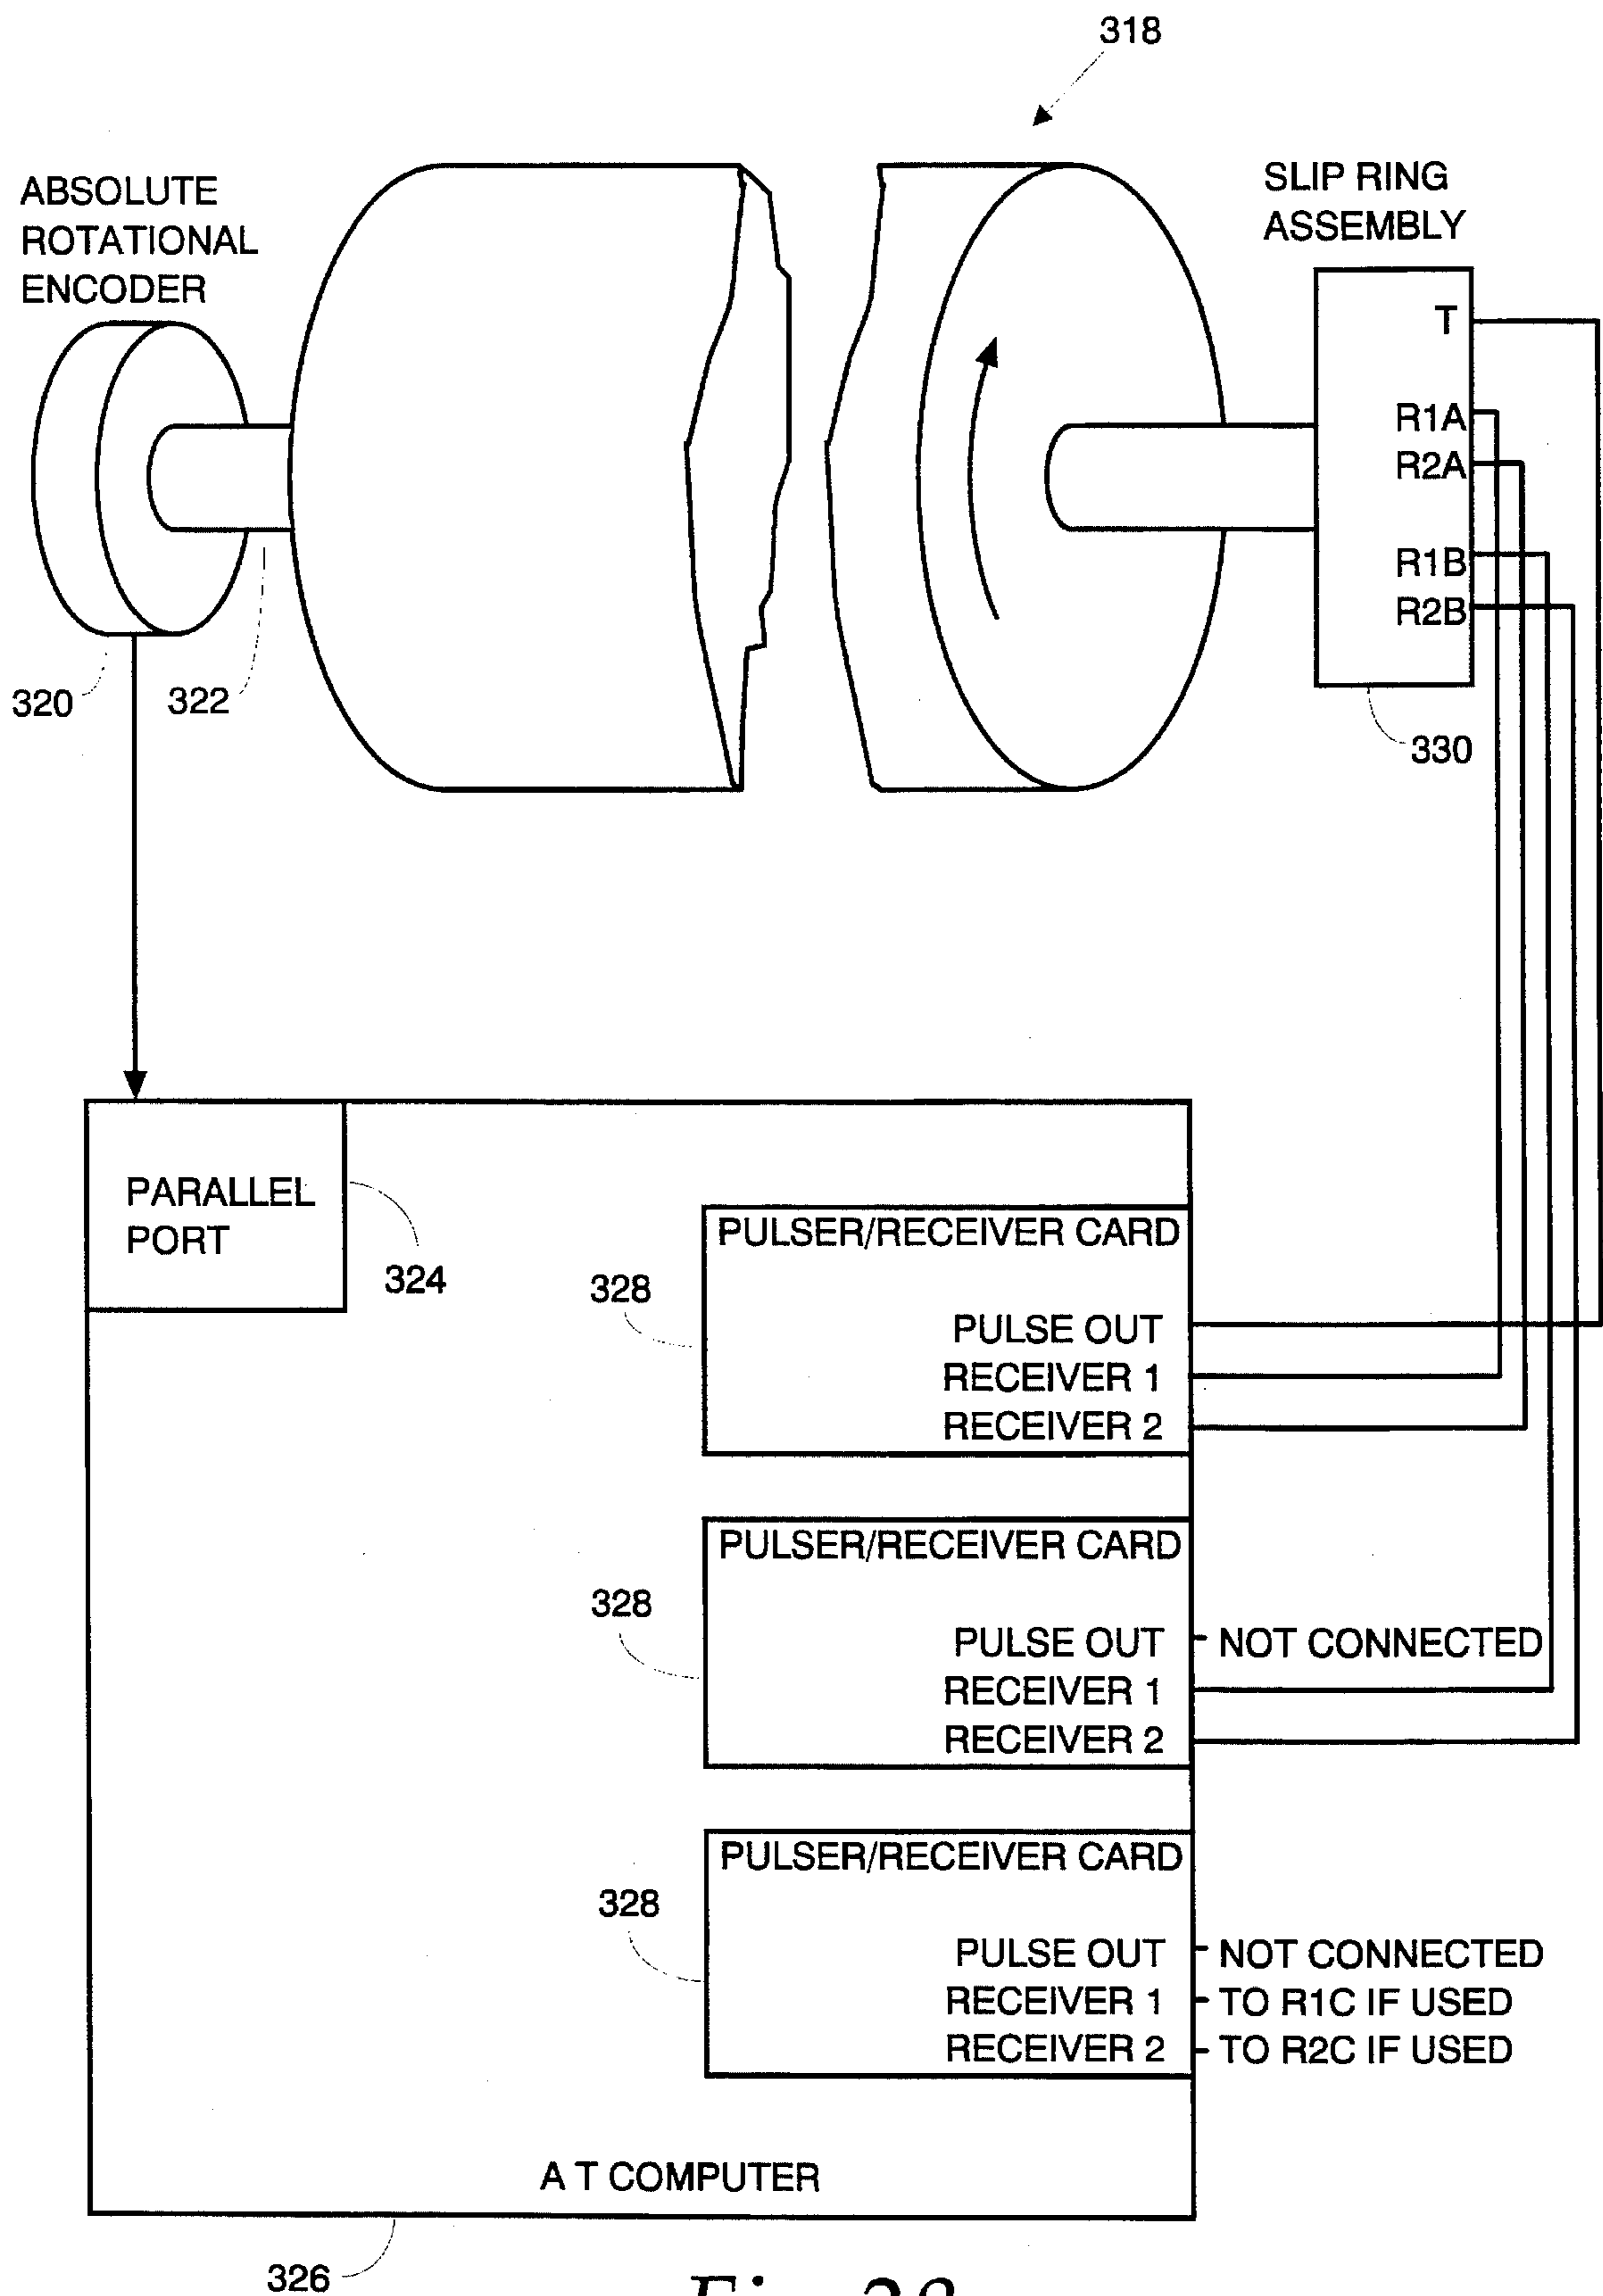 318
ABSOLUTE
ROTATIONAL
ENCODER
SLIP RING
ASSEMBLY
T
R1A
R2A
R1B
R2B
320
322
330
PARALLEL
PORT
324
PULSER/RECEIVER CARD
328
PULSE OUT
RECEIVER 1
RECEIVER 2
PULSER/RECEIVER CARD
328
PULSE OUT NOT CONNECTED
RECEIVER 1
RECEIVER 2
PULSER/RECEIVER CARD
328
PULSE OUT NOT CONNECTED
RECEIVER 1 TO R1C IF USED
RECEIVER 2 TO R2C IF USED
A T COMPUTER
326